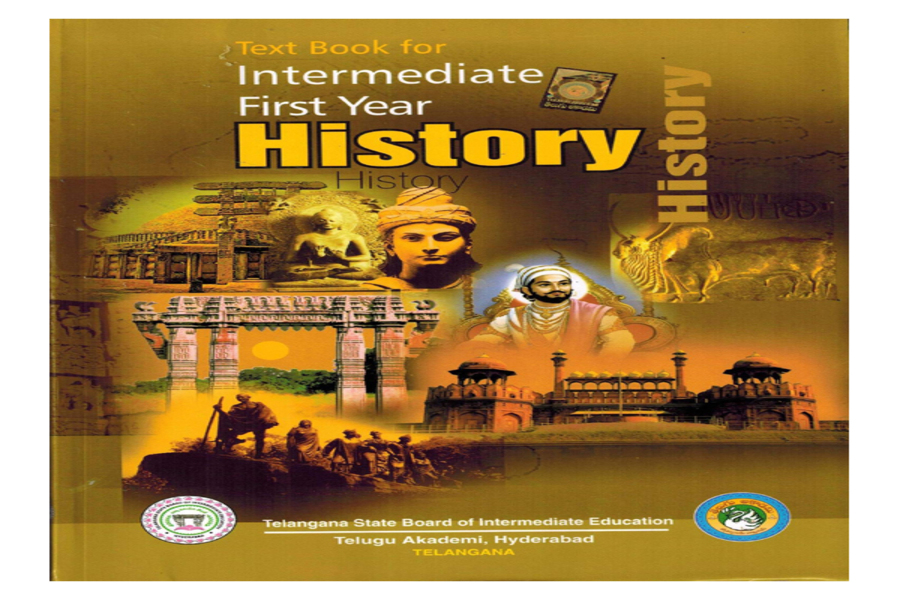 Text Book for
Intermediate
First Year
History
History
History
Telangana State Board of Intermediate Education
Telugu Akademi, Hyderabad
TELANGANA